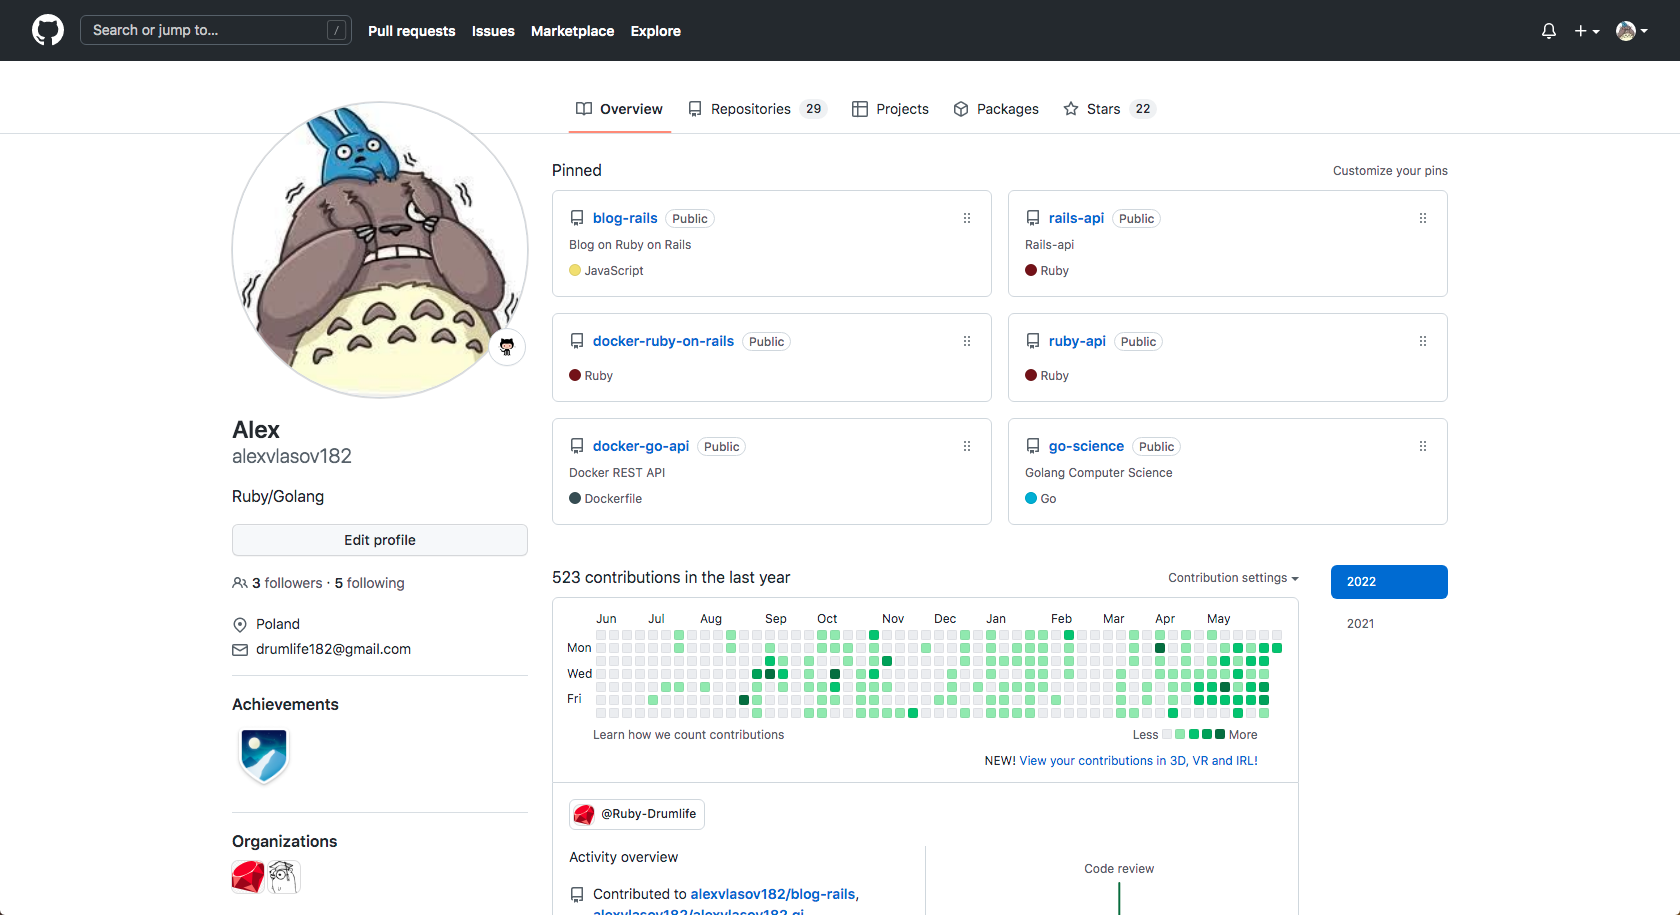 Search or jump to... /
Pull requests Issues Marketplace Explore
Overview Repositories 29 Projects Packages Stars 22
Alex
alexvlasov182
Ruby/Golang
Edit profile
3 followers · 5 following
Poland
drumlife182@gmail.com
Achievements
Organizations
Pinned
Customize your pins
blog-rails Public
Blog on Ruby on Rails
JavaScript
rails-api Public
Rails-api
Ruby
docker-ruby-on-rails Public
Ruby
ruby-api Public
Ruby
docker-go-api Public
Docker REST API
Dockerfile
go-science Public
Golang Computer Science
Go
523 contributions in the last year
Contribution settings
2022
2021
Jun Jul Aug Sep Oct Nov Dec Jan Feb Mar Apr May
Mon
Wed
Fri
Learn how we count contributions
Less More
NEW! View your contributions in 3D, VR and IRL!
@Ruby-Drumlife
Activity overview
Code review
Contributed to alexvlasov182/blog-rails,
alexvlasov182/alexvlasov182.gi